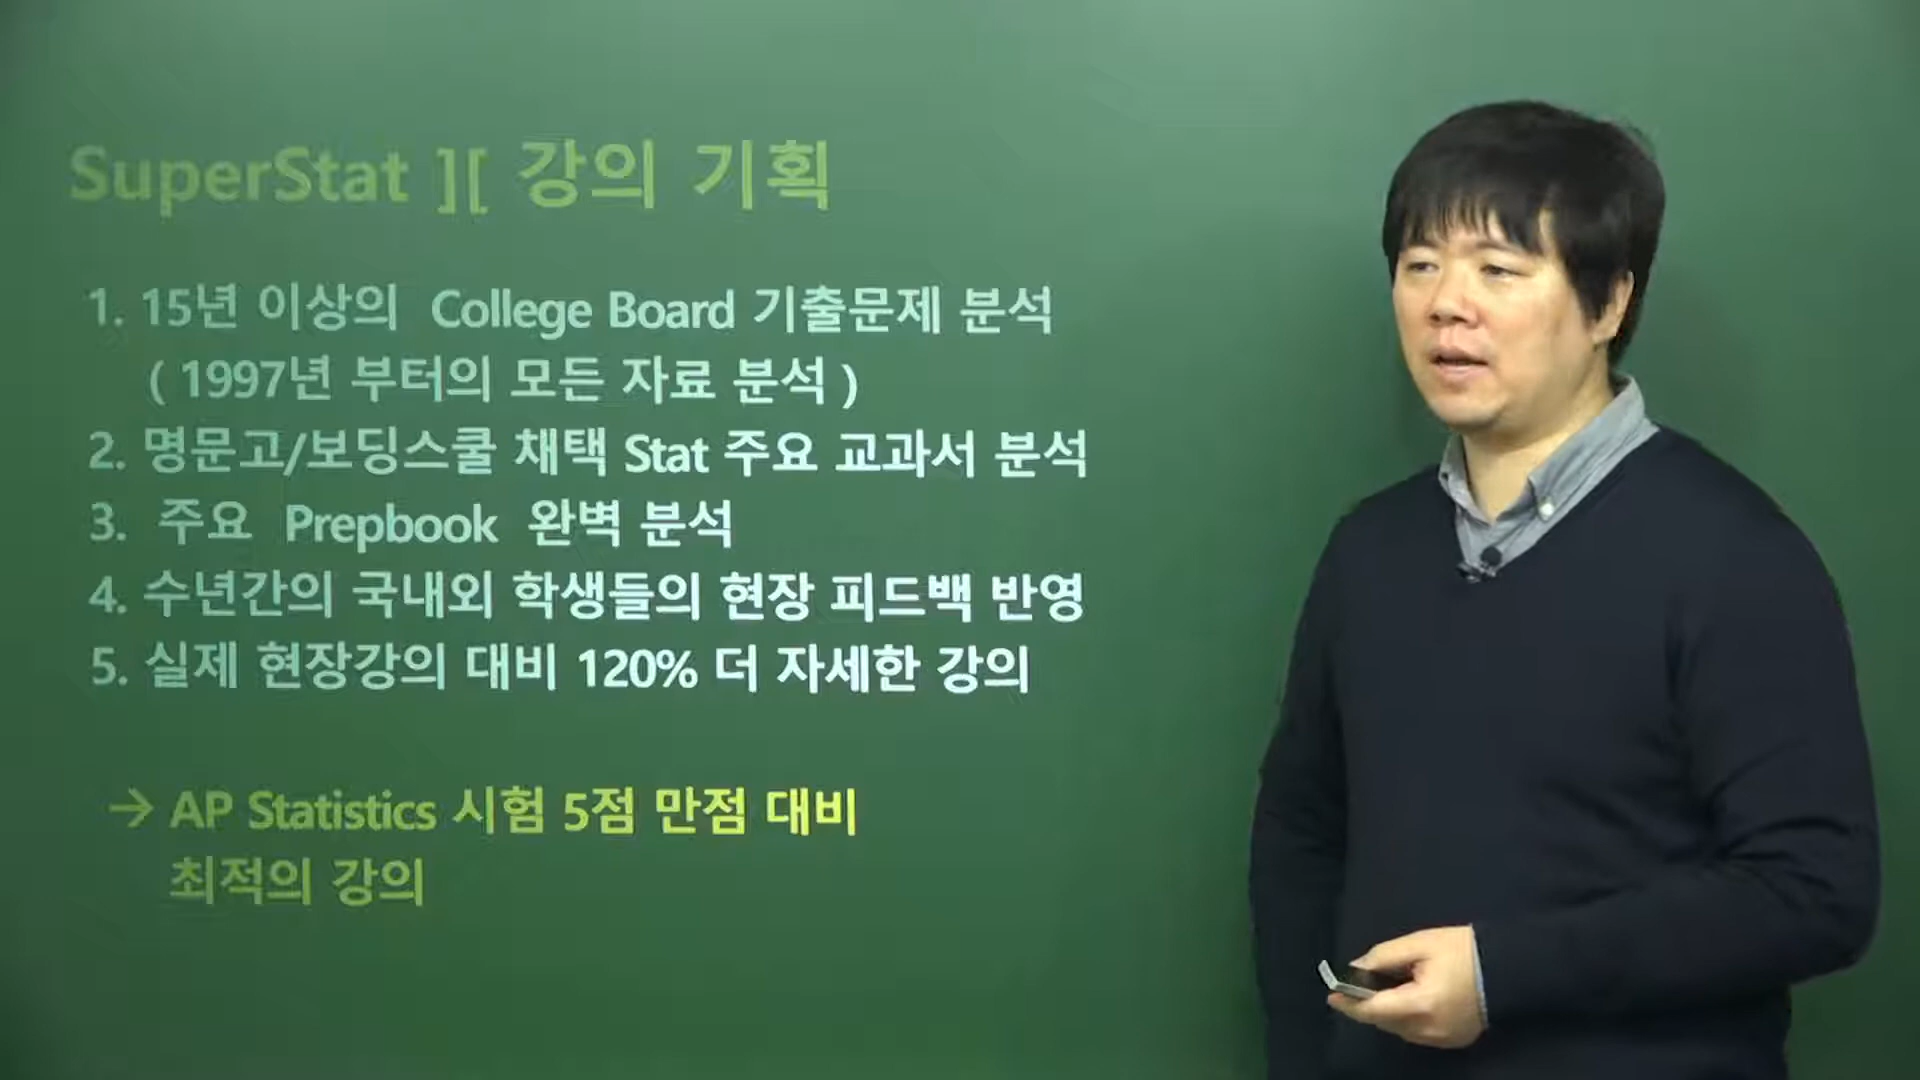 SuperStat ][ 강의 기획
1. 15년 이상의 College Board 기출문제 분석
( 1997년 부터의 모든 자료 분석 )
2. 명문고/보딩스쿨 채택 Stat 주요 교과서 분석
3. 주요 Prepbook 완벽 분석
4. 수년간의 국내외 학생들의 현장 피드백 반영
5. 실제 현장강의 대비 120% 더 자세한 강의
→ AP Statistics 시험 5점 만점 대비
최적의 강의